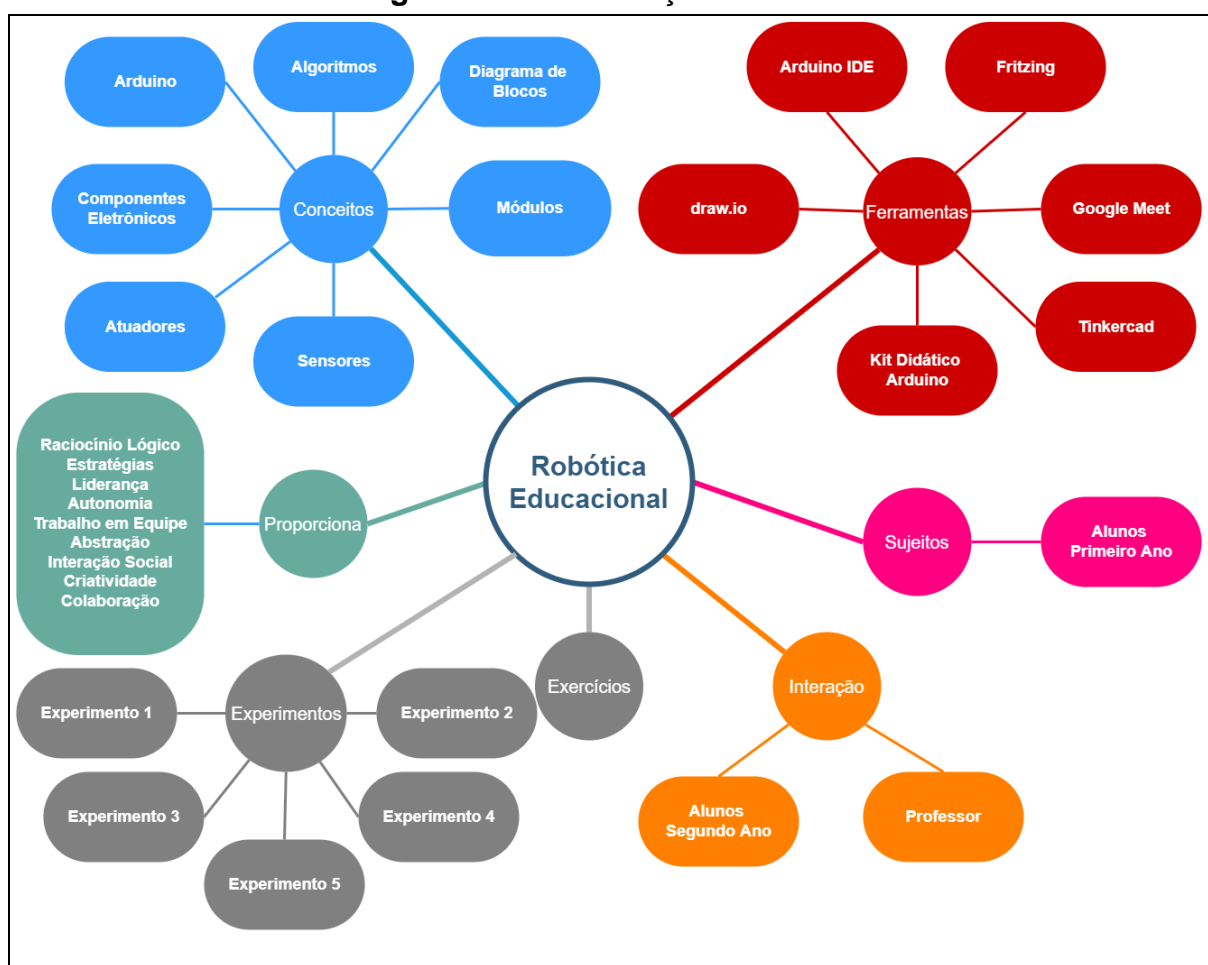 Arduino
Algoritmos
Diagrama de
Blocos
Componentes
Eletrônicos
Conceitos
Módulos
Atuadores
Sensores
Arduino IDE
Fritzing
draw.io
Ferramentas
Google Meet
Tinkercad
Kit Didático
Arduino
Robótica
Educacional
Raciocínio Lógico
Estratégias
Liderança
Autonomia
Trabalho em Equipe
Abstração
Interação Social
Criatividade
Colaboração
Proporciona
Sujeitos
Alunos
Primeiro Ano
Experimento 1
Experimentos
Experimento 2
Experimento 3
Experimento 4
Experimento 5
Exercícios
Interação
Alunos
Segundo Ano
Professor